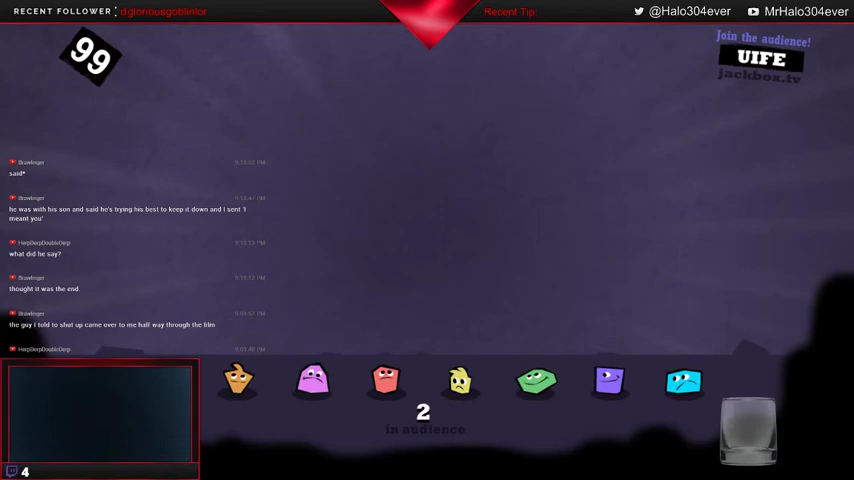 RECENT FOLLOWER : dgloriousgoblinlor
Recent Tip:
@Halo304ever
MrHalo304ever
99
Join the audience!
UIFE
jackbox.tv
Brawlinger
said*
Brawlinger
he was with his son and said he's trying his best to keep it down and I sent 'I
meant you'
HerpDerpDoubleDerp
what did he say?
Brawlinger
thought it was the end.
Brawlinger
the guy I told to shut up came over to me half way through the film
HerpDerpDoubleDerp
2
in audience
4